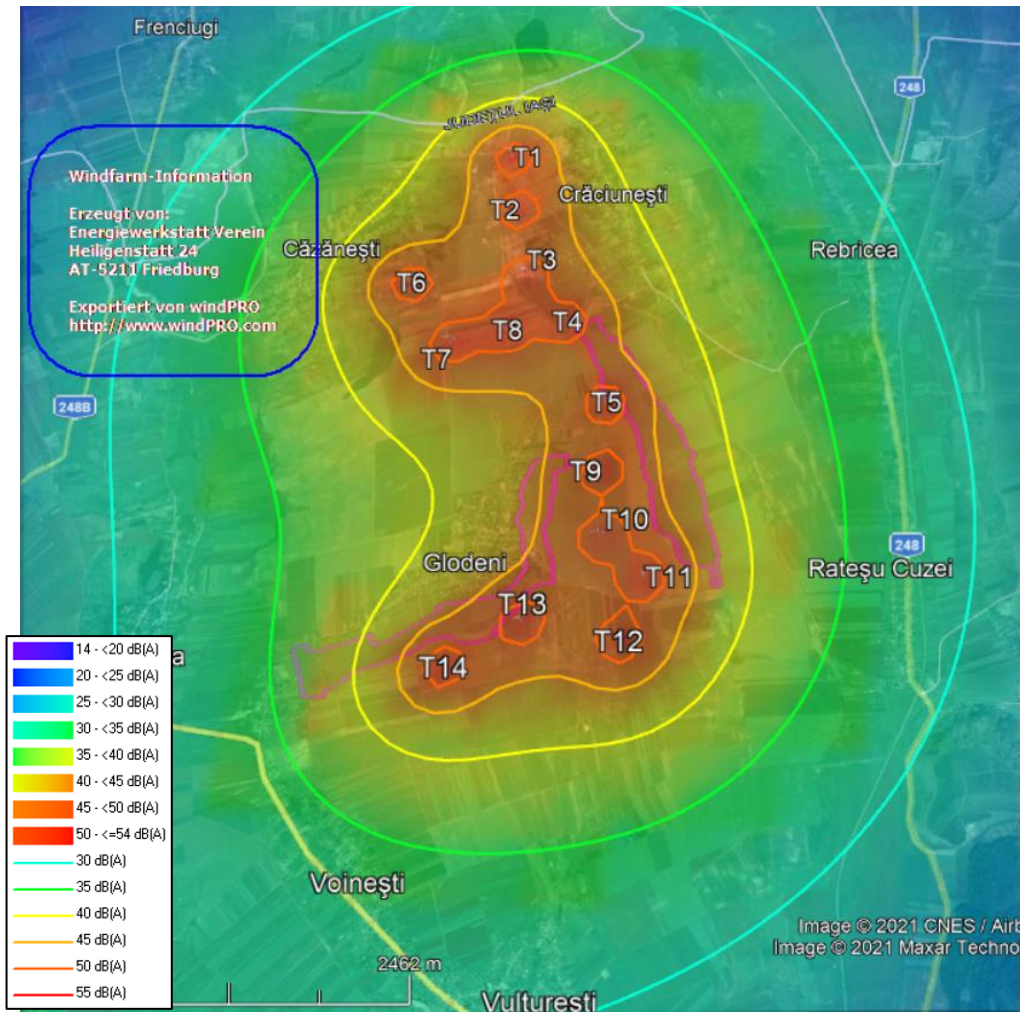 Frenciugi
248
JUDEȚUL IAȘI
Windfarm-Information
Erzeugt von:
Energiewerkstatt Verein
Heiligenstatt 24
AT-5211 Friedburg
Exportiert von windPRO
http://www.windPRO.com
T1
Crăciunești
T2
Căzănești
Rebricea
T3
T6
T4
T8
T7
248B
T5
T9
T10
248
Glodeni
Rateșu Cuzei
T11
T13
T12
T14
a
14 - <20 dB(A)
20 - <25 dB(A)
25 - <30 dB(A)
30 - <35 dB(A)
35 - <40 dB(A)
40 - <45 dB(A)
45 - <50 dB(A)
50 - <=54 dB(A)
30 dB(A)
35 dB(A)
40 dB(A)
45 dB(A)
50 dB(A)
55 dB(A)
Voinești
Image © 2021 CNES / Airb
Image © 2021 Maxar Techno
2462 m
Vulturești